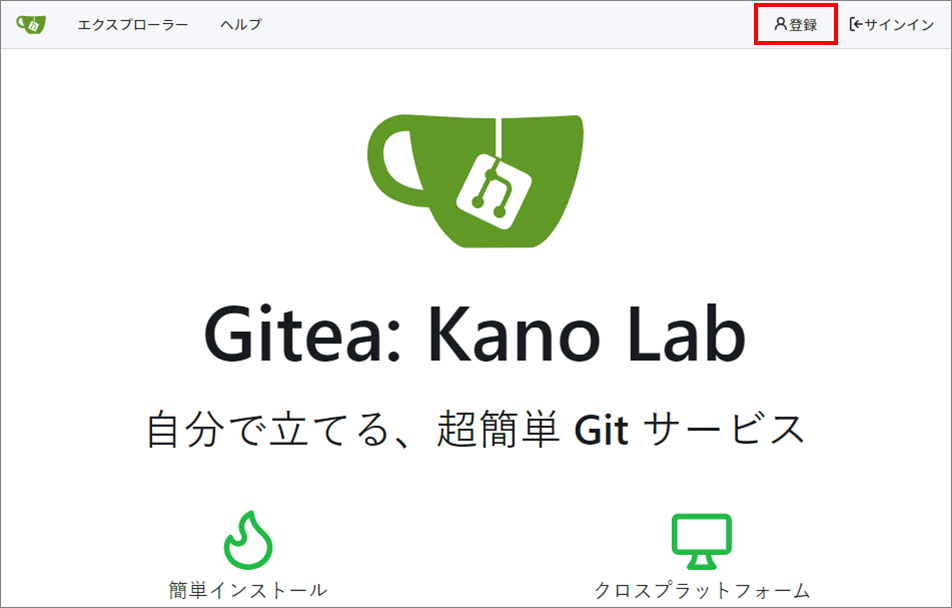 エクスプローラー ヘルプ 登録 サインイン
Gitea: Kano Lab
自分で立てる、超簡単 Git サービス
簡単インストール クロスプラットフォーム